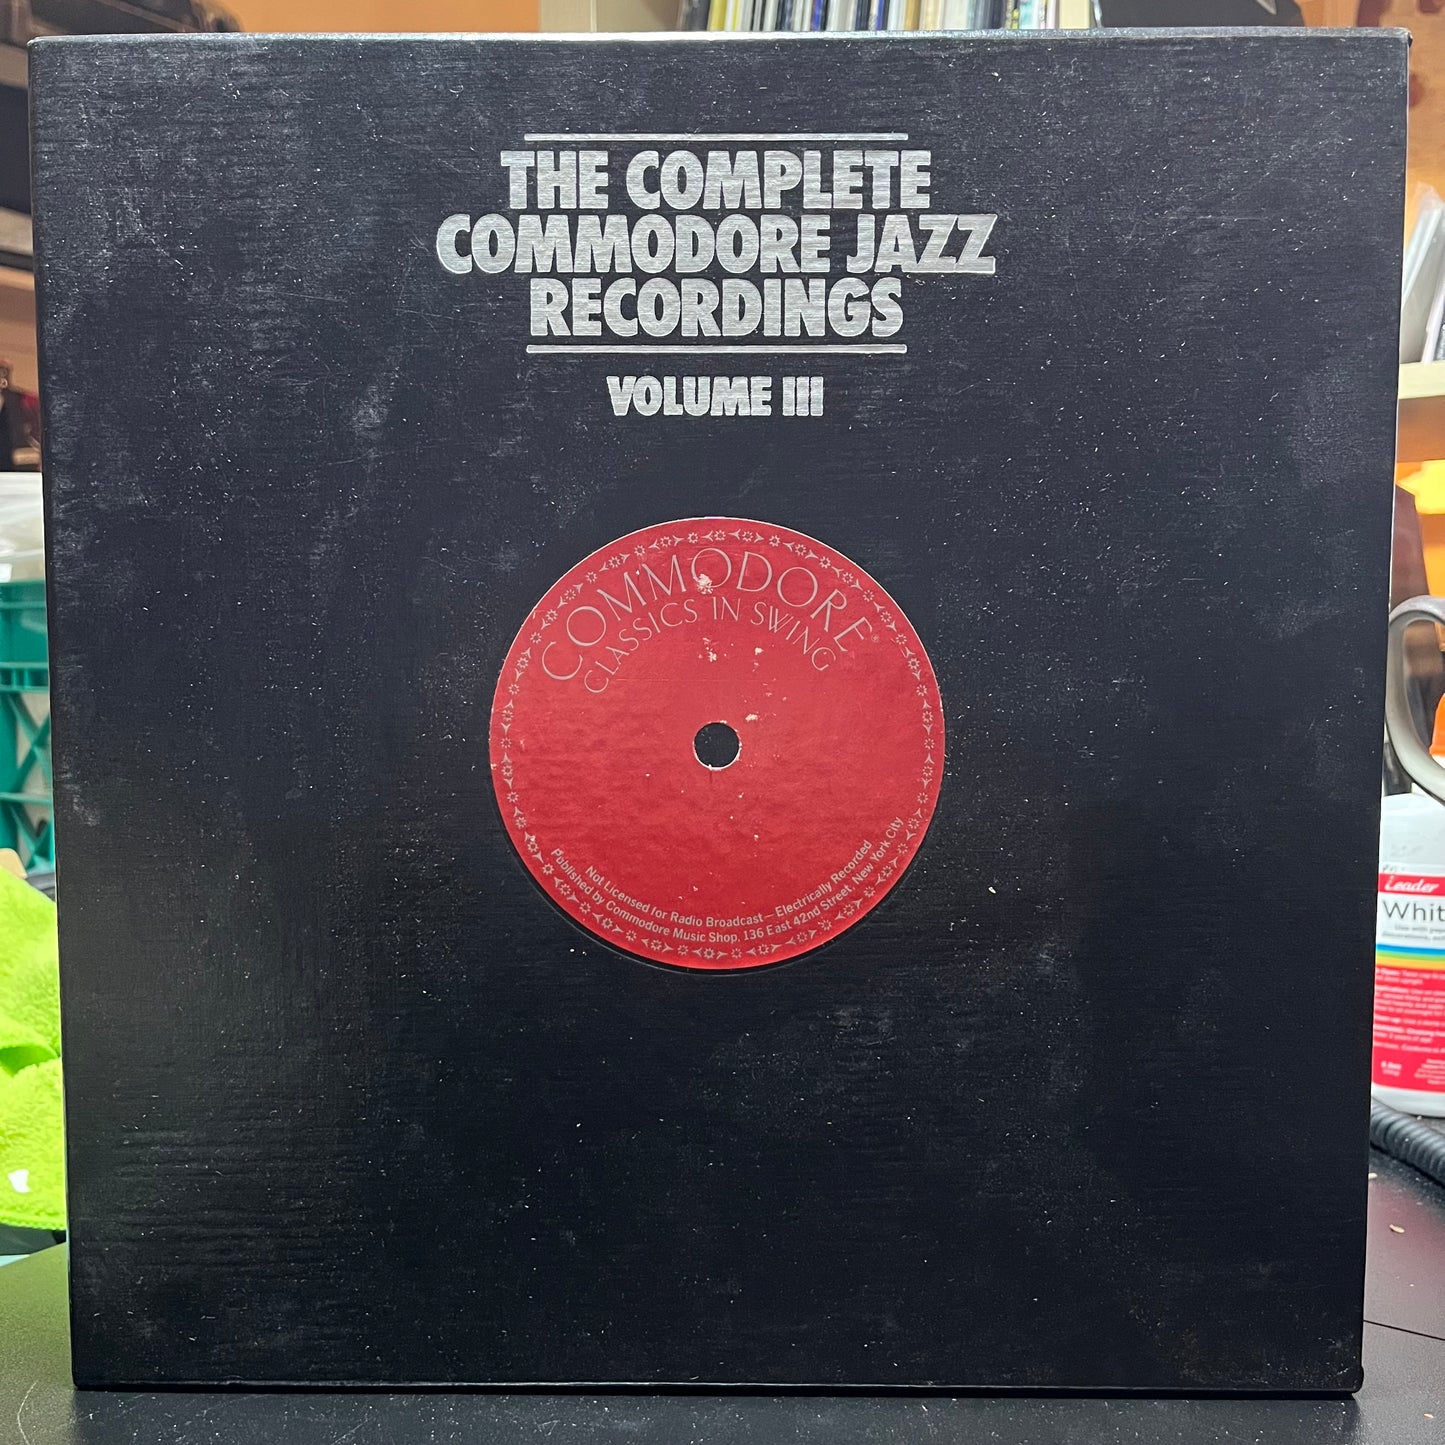 THE COMPLETE
COMMODORE JAZZ
RECORDINGS
VOLUME III
COMMODORE®
CLASSICS IN SWING
Not Licensed for Radio Broadcast—Electrically Recorded
Published by Commodore Music Shop, 136 East 42nd Street, New York City
Leader
Whit